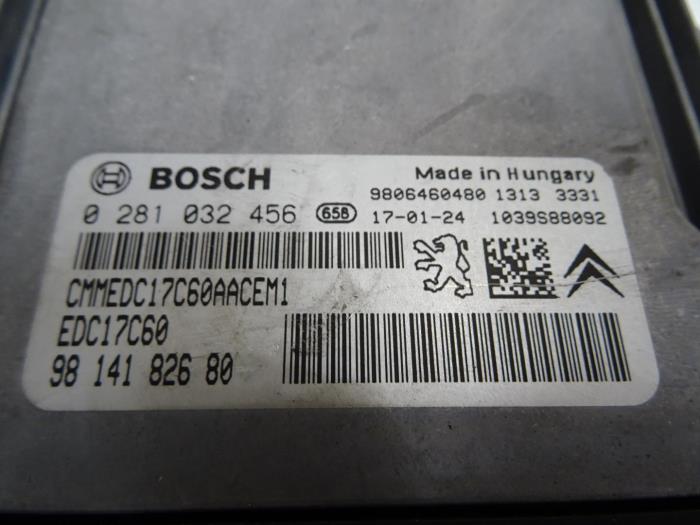 BOSCH
Made in Hungary
9806460480 1313 3331
0 281 032 456 658 17-01-24 1039S88092
CMMEDC17C60AACEM1
EDC17C60
98 141 826 80